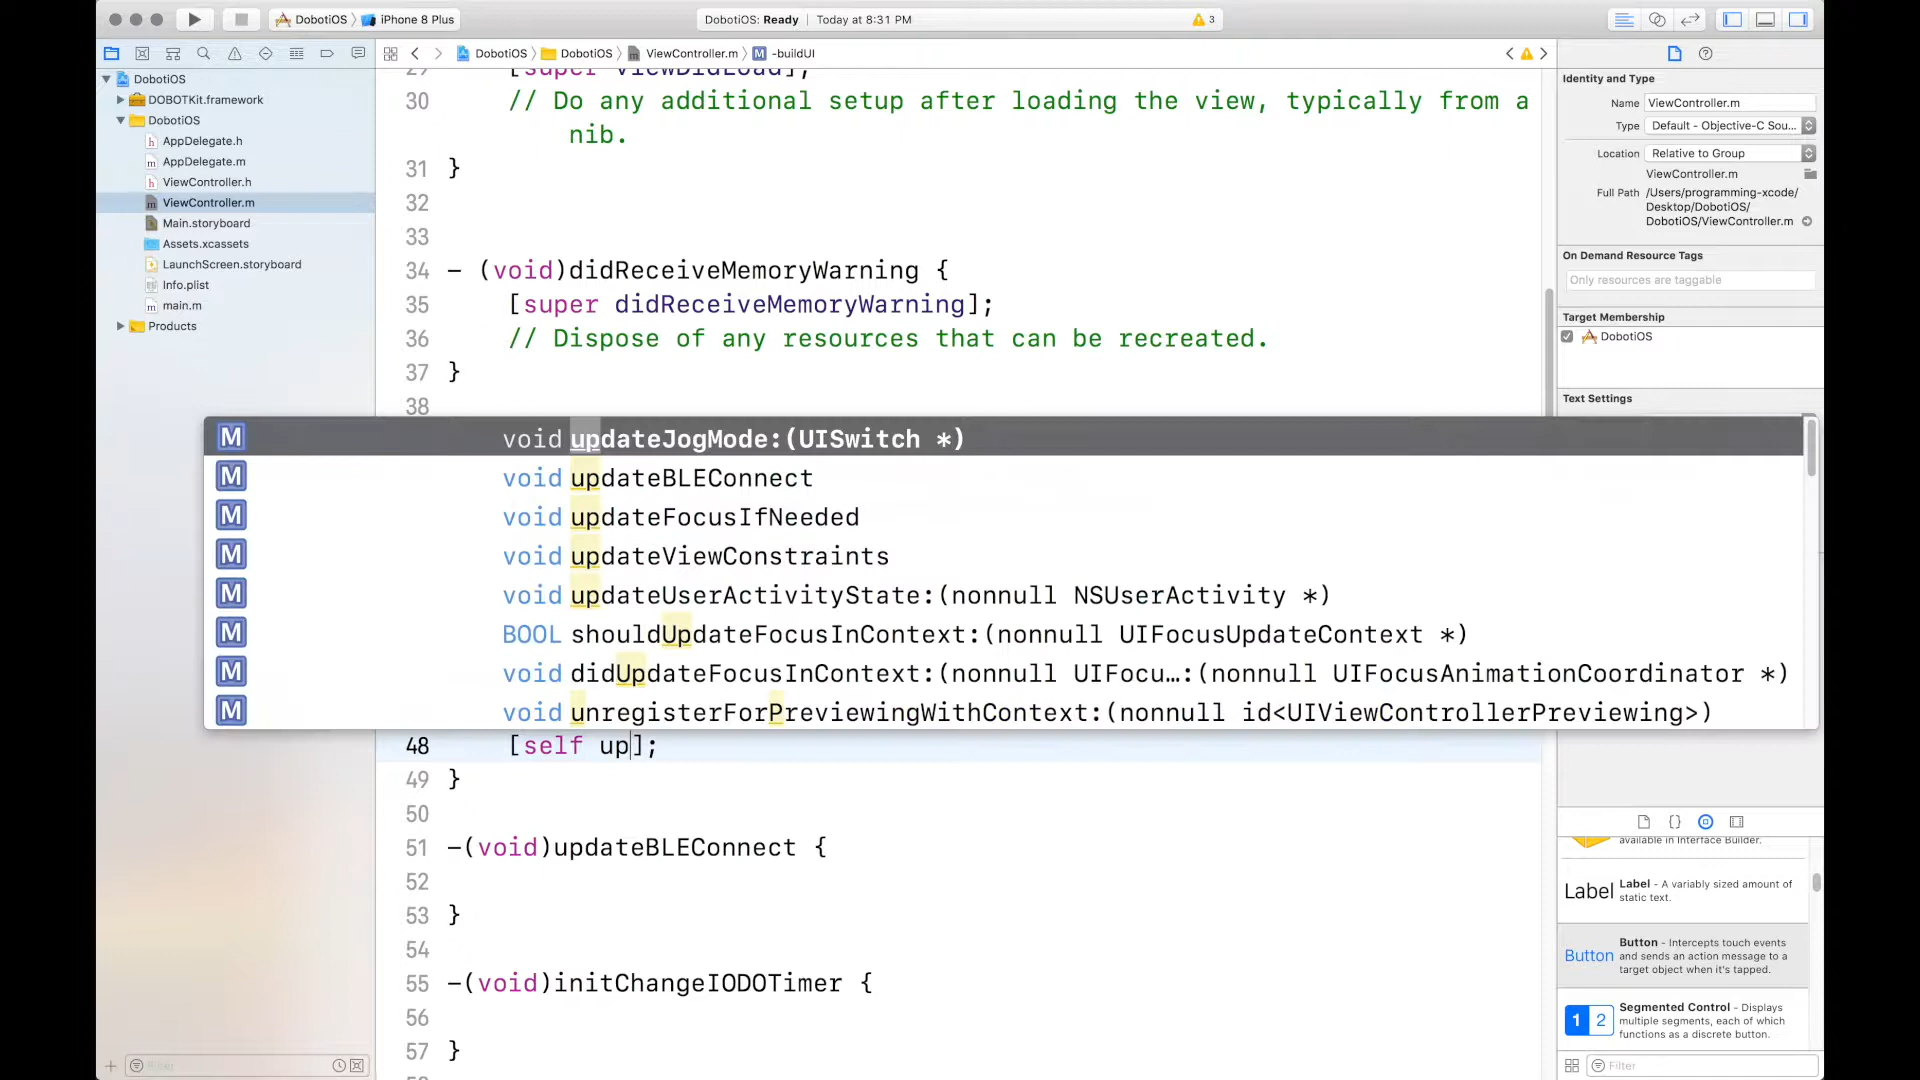 DobotiOS
iPhone 8 Plus
DobotiOS: Ready
Today at 8:31 PM
3
DobotiOS
DobotiOS
ViewController.m
M
-buildUI
DobotiOS
DOBOTKit.framework
DobotiOS
h AppDelegate.h
m AppDelegate.m
h ViewController.h
m ViewController.m
Main.storyboard
Assets.xcassets
LaunchScreen.storyboard
Info.plist
m main.m
Products
Filter
29 [super viewDidLoad];
30 // Do any additional setup after loading the view, typically from a
nib.
31 }
32
33
34 - (void)didReceiveMemoryWarning {
35 [super didReceiveMemoryWarning];
36 // Dispose of any resources that can be recreated.
37 }
38
M void updateJogMode:(UISwitch *)
M void updateBLEConnect
M void updateFocusIfNeeded
M void updateViewConstraints
M void updateUserActivityState:(nonnull NSUserActivity *)
M BOOL shouldUpdateFocusInContext:(nonnull UIFocusUpdateContext *)
M void didUpdateFocusInContext:(nonnull UIFocu…:(nonnull UIFocusAnimationCoordinator *)
M void unregisterForPreviewingWithContext:(nonnull id<UIViewControllerPreviewing>)
48 [self up];
49 }
50
51 -(void)updateBLEConnect {
52
53 }
54
55 -(void)initChangeIODOTimer {
56
57 }
Identity and Type
Name ViewController.m
Type Default - Objective-C Sou...
Location Relative to Group
ViewController.m
Full Path /Users/programming-xcode/
Desktop/DobotiOS/
DobotiOS/ViewController.m
On Demand Resource Tags
Only resources are taggable
Target Membership
DobotiOS
Text Settings
available in Interface Builder.
Label
Label - A variably sized amount of
static text.
Button
Button - Intercepts touch events
and sends an action message to a
target object when it's tapped.
1 2
Segmented Control - Displays
multiple segments, each of which
functions as a discrete button.
Filter